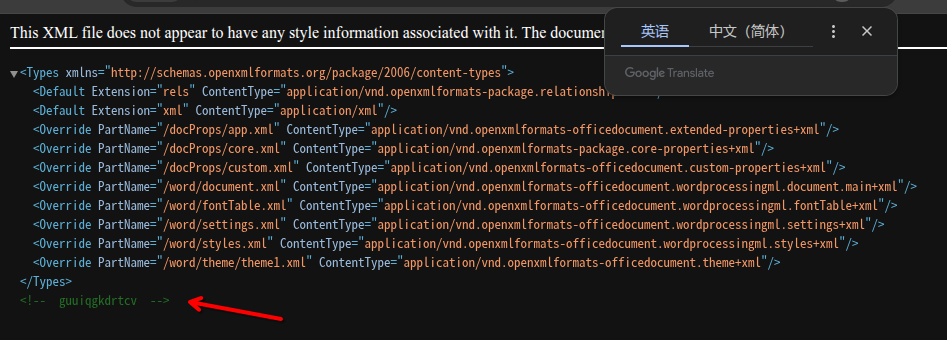 This XML file does not appear to have any style information associated with it. The documen
英语 中文（简体）
Google Translate
<Types xmlns="http://schemas.openxmlformats.org/package/2006/content-types">
<Default Extension="rels" ContentType="application/vnd.openxmlformats-package.relationship
<Default Extension="xml" ContentType="application/xml"/>
<Override PartName="/docProps/app.xml" ContentType="application/vnd.openxmlformats-officedocument.extended-properties+xml"/>
<Override PartName="/docProps/core.xml" ContentType="application/vnd.openxmlformats-package.core-properties+xml"/>
<Override PartName="/docProps/custom.xml" ContentType="application/vnd.openxmlformats-officedocument.custom-properties+xml"/>
<Override PartName="/word/document.xml" ContentType="application/vnd.openxmlformats-officedocument.wordprocessingml.document.main+xml"/>
<Override PartName="/word/fontTable.xml" ContentType="application/vnd.openxmlformats-officedocument.wordprocessingml.fontTable+xml"/>
<Override PartName="/word/settings.xml" ContentType="application/vnd.openxmlformats-officedocument.wordprocessingml.settings+xml"/>
<Override PartName="/word/styles.xml" ContentType="application/vnd.openxmlformats-officedocument.wordprocessingml.styles+xml"/>
<Override PartName="/word/theme/theme1.xml" ContentType="application/vnd.openxmlformats-officedocument.theme+xml"/>
</Types>
<!-- guuiqgkdrtcv -->